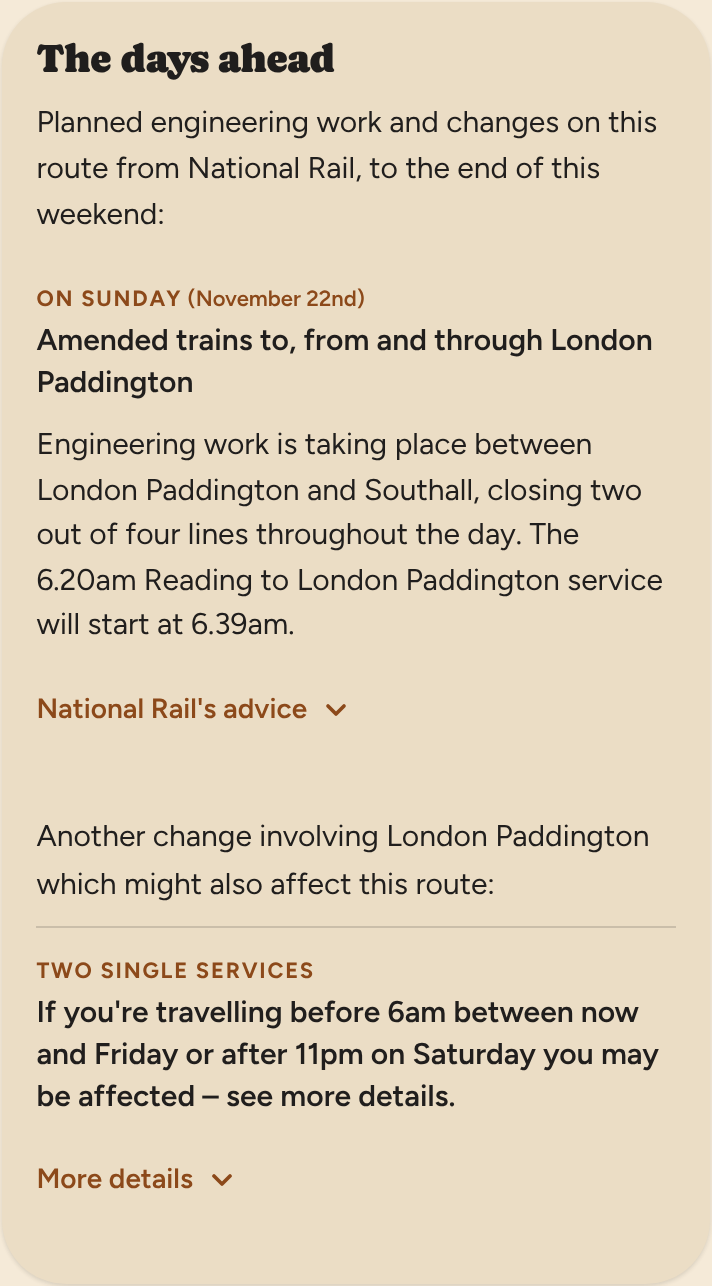 The days ahead
Planned engineering work and changes on this
route from National Rail, to the end of this
weekend:
ON SUNDAY (November 22nd)
Amended trains to, from and through London
Paddington
Engineering work is taking place between
London Paddington and Southall, closing two
out of four lines throughout the day. The
6.20am Reading to London Paddington service
will start at 6.39am.
National Rail's advice
Another change involving London Paddington
which might also affect this route:
TWO SINGLE SERVICES
If you're travelling before 6am between now
and Friday or after 11pm on Saturday you may
be affected – see more details.
More details